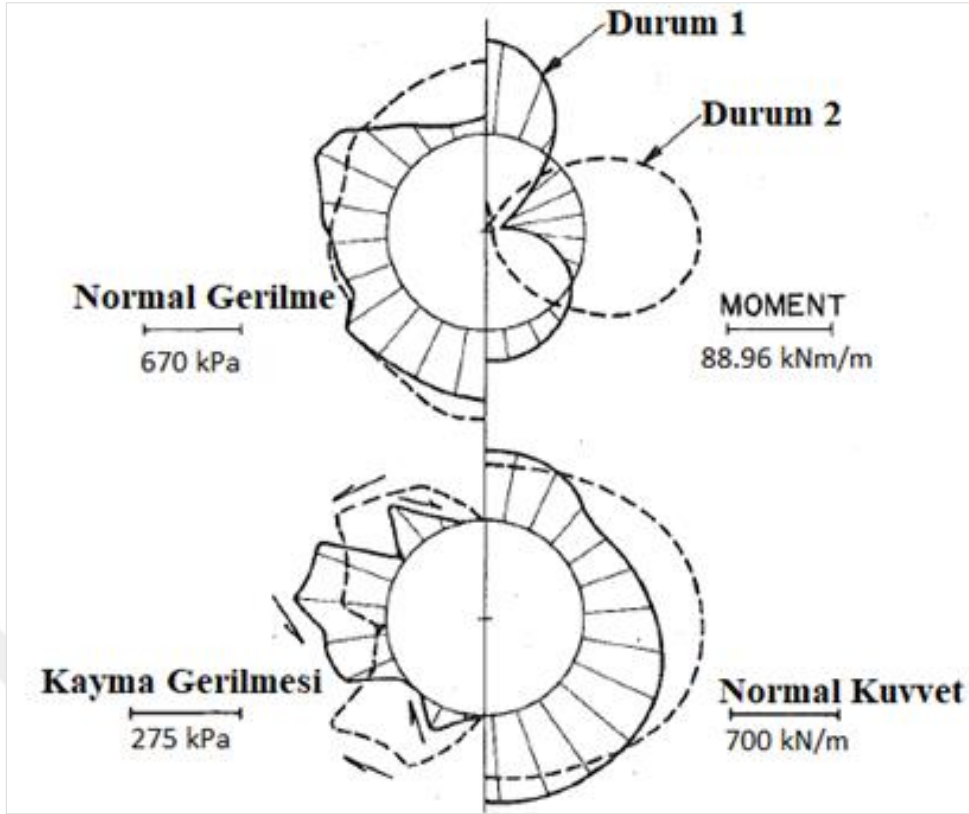 Durum 1
Durum 2
Normal Gerilme
670 kPa
MOMENT
88.96 kNm/m
Kayma Gerilmesi
275 kPa
Normal Kuvvet
700 kN/m